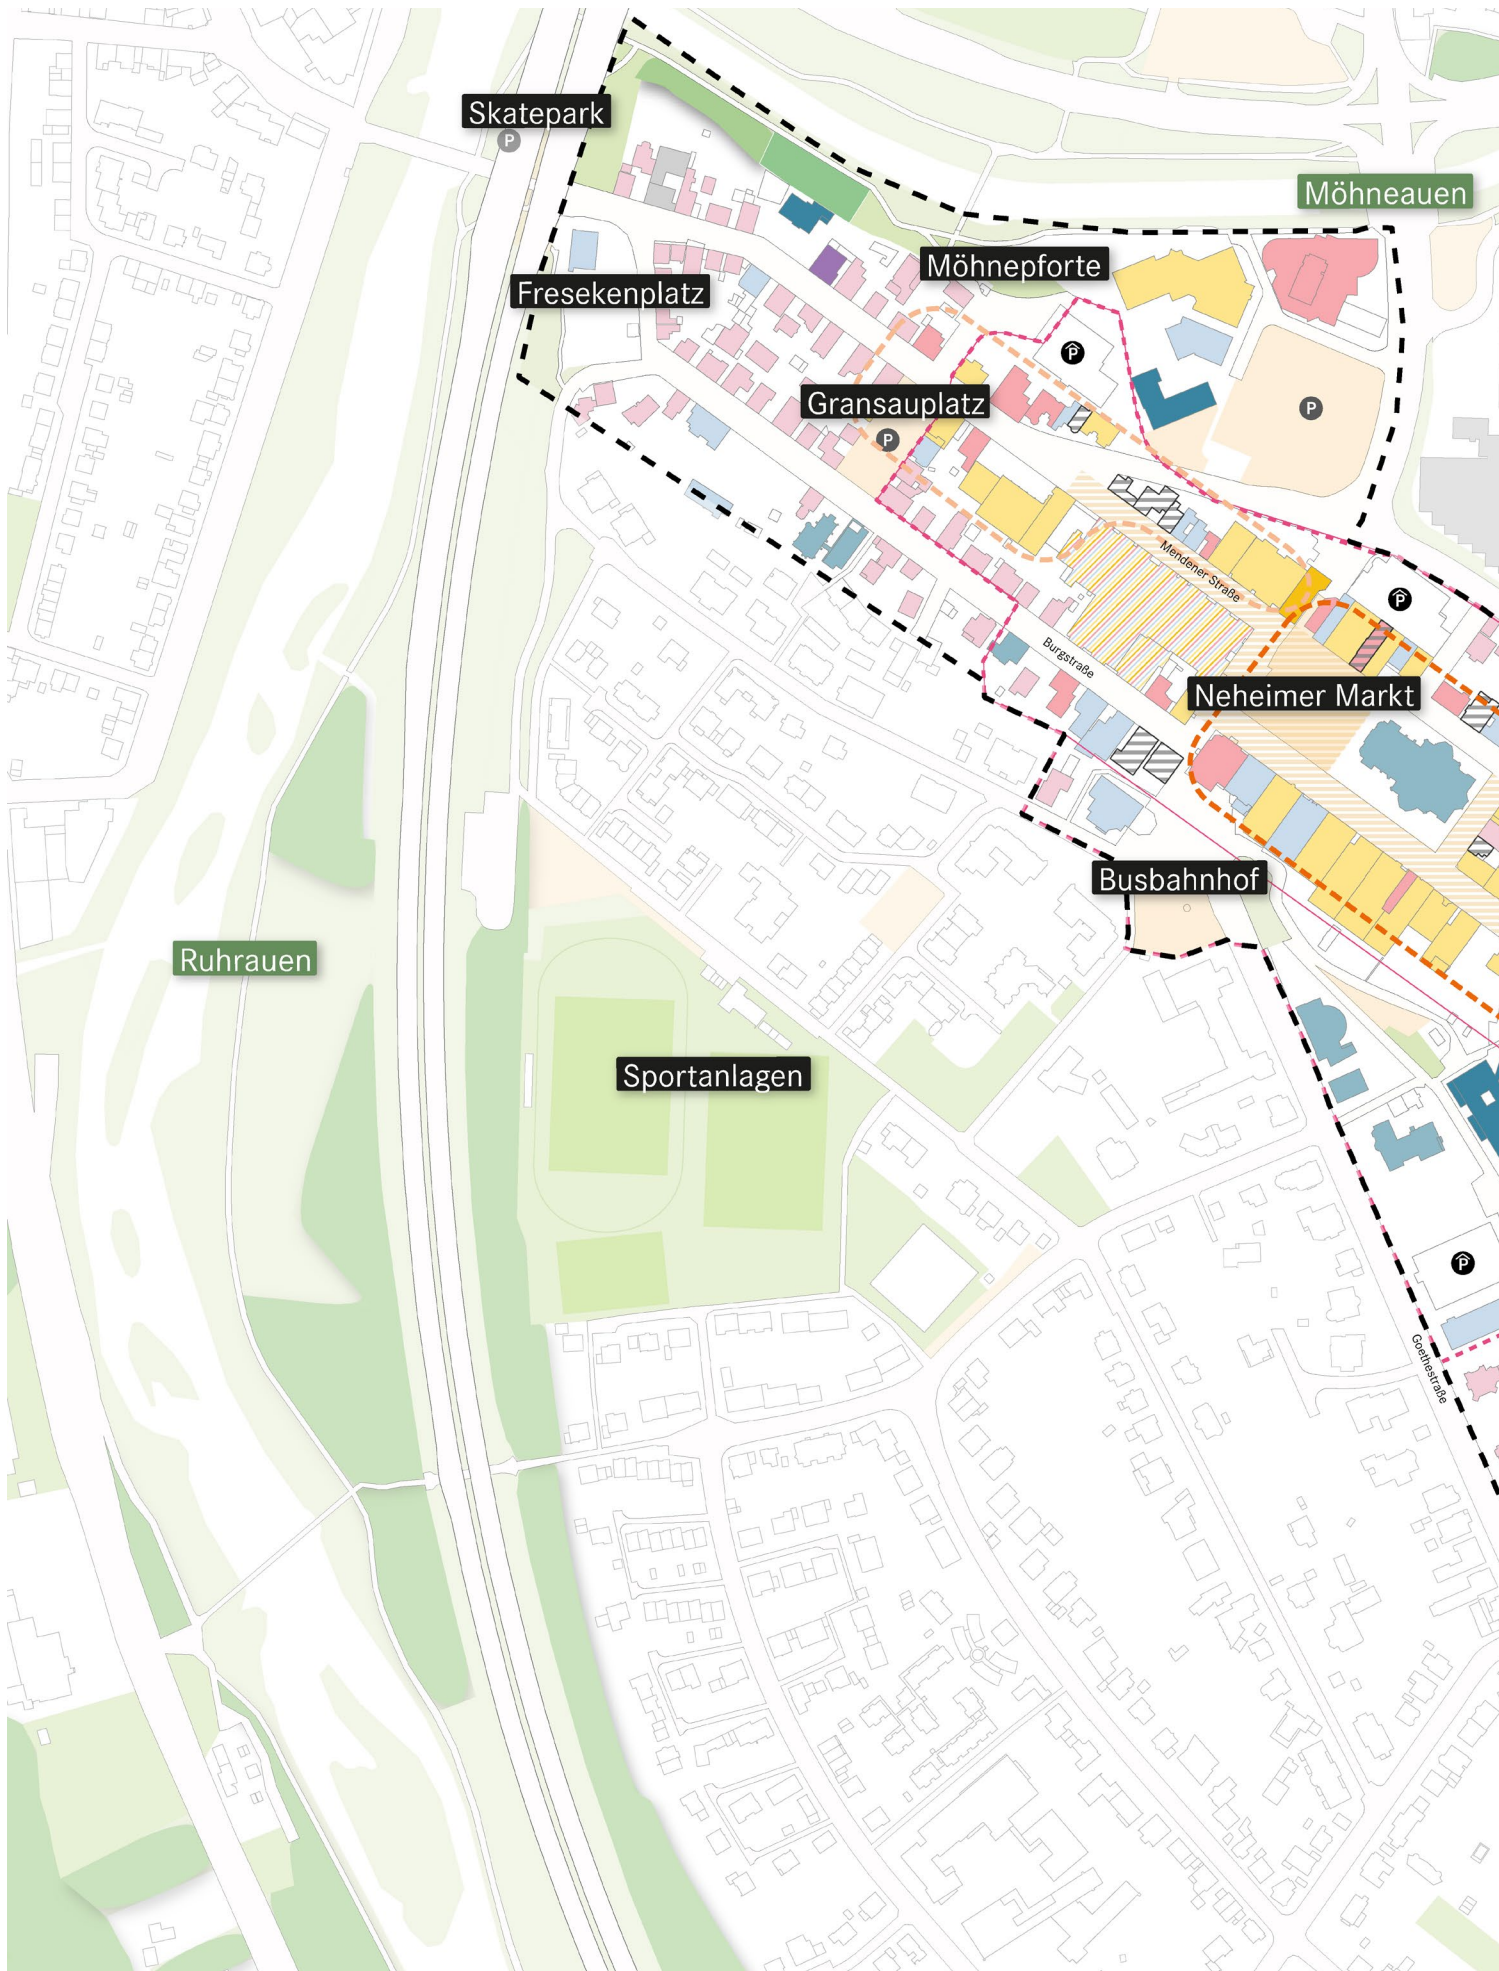 Skatepark
P
Möhneauen
Möhnepforte
Fresekenplatz
P
Gransauplatz
P
P
Mendener Straße
P
Burgstraße
Neheimer Markt
Busbahnhof
Ruhrauen
Sportanlagen
P
Goethestraße